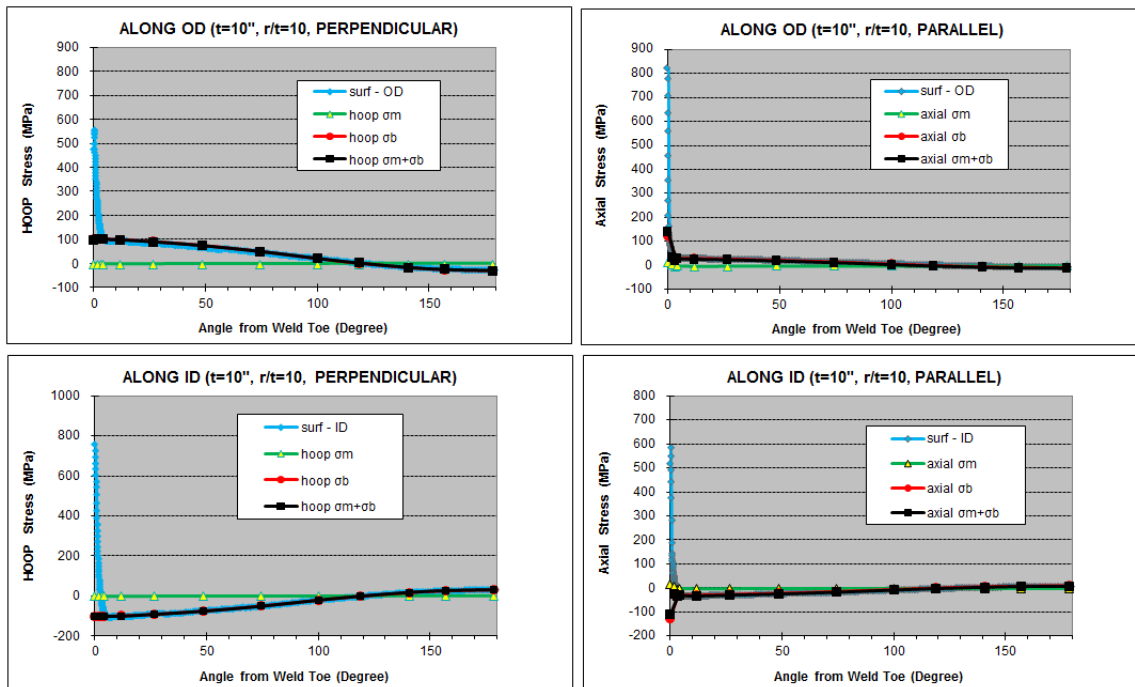 ALONG OD (t=10", r/t=10, PERPENDICULAR)
HOOP Stress (MPa)
900
800
700
600
500
400
300
200
100
0
-100
surf - OD
hoop σm
hoop σb
hoop σm+σb
0
50
100
150
Angle from Weld Toe (Degree)
ALONG OD (t=10", r/t=10, PARALLEL)
Axial Stress (MPa)
900
800
700
600
500
400
300
200
100
0
-100
surf - OD
axial σm
axial σb
axial σm+σb
0
50
100
150
Angle from Weld Toe (Degree)
ALONG ID (t=10", r/t=10, PERPENDICULAR)
HOOP Stress (MPa)
1000
800
600
400
200
0
-200
surf - ID
hoop σm
hoop σb
hoop σm+σb
0
50
100
150
Angle from Weld Toe (Degree)
ALONG ID (t=10", r/t=10, PARALLEL)
Axial Stress (MPa)
800
700
600
500
400
300
200
100
0
-100
-200
surf - ID
axial σm
axial σb
axial σm+σb
0
50
100
150
Angle from Weld Toe (Degree)